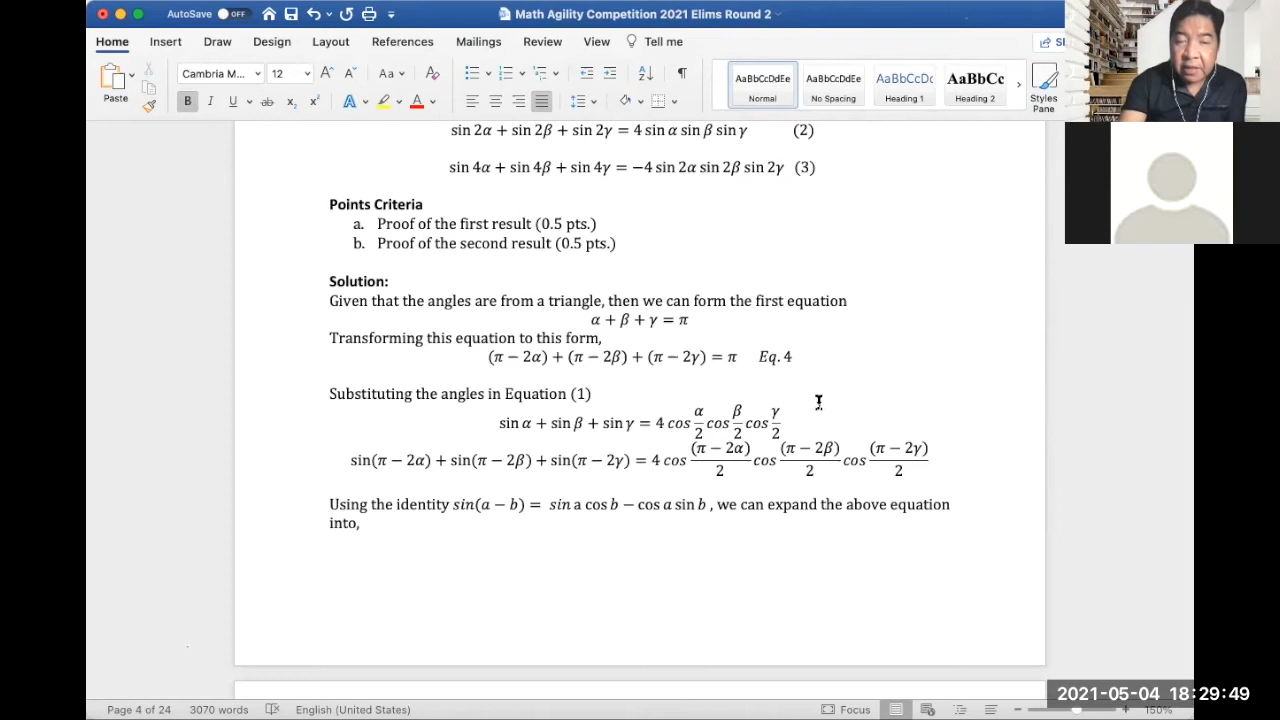 AutoSave OFF
Math Agility Competition 2021 Elims Round 2
Home Insert Draw Design Layout References Mailings Review View Tell me
Paste
Cambria M... 12
Aa
B I U ab x₂ x² A A
AaBbCcDdEe AaBbCcDdEe AaBbCcDc AaBbCc
Normal No Spacing Heading 1 Heading 2
Styles Pane
sin 2α + sin 2β + sin 2γ = 4 sin α sin β sin γ (2)
sin 4α + sin 4β + sin 4γ = −4 sin 2α sin 2β sin 2γ (3)
Points Criteria
a. Proof of the first result (0.5 pts.)
b. Proof of the second result (0.5 pts.)
Solution:
Given that the angles are from a triangle, then we can form the first equation
α + β + γ = π
Transforming this equation to this form,
(π − 2α) + (π − 2β) + (π − 2γ) = π Eq. 4
Substituting the angles in Equation (1)
sin α + sin β + sin γ = 4 cos α/2 cos β/2 cos γ/2
sin(π − 2α) + sin(π − 2β) + sin(π − 2γ) = 4 cos (π − 2α)/2 cos (π − 2β)/2 cos (π − 2γ)/2
Using the identity sin(a − b) = sin a cos b − cos a sin b , we can expand the above equation
into,
Page 4 of 24 3070 words English (United States) Focus 150%
2021-05-04 18:29:49